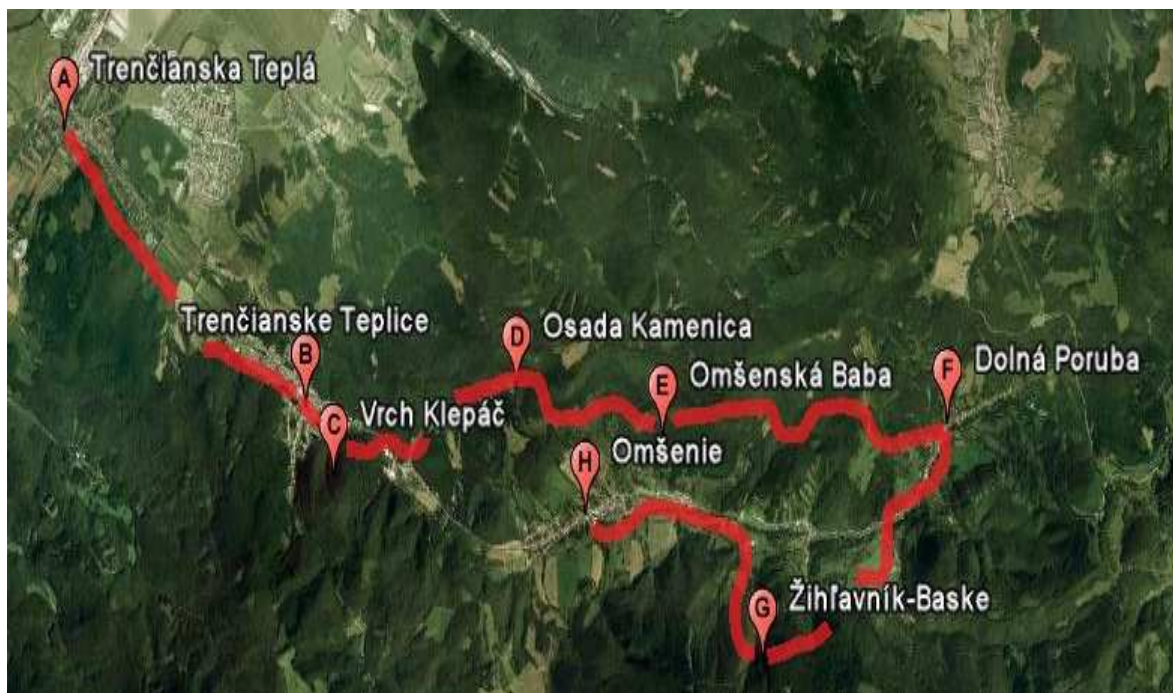 A
Trenčianska Teplá
Trenčianske Teplice
B
C
Vrch Klepáč
D
Osada Kamenica
E
Omšenská Baba
F
Dolná Poruba
H
Omšenie
G
Žihľavník-Baske